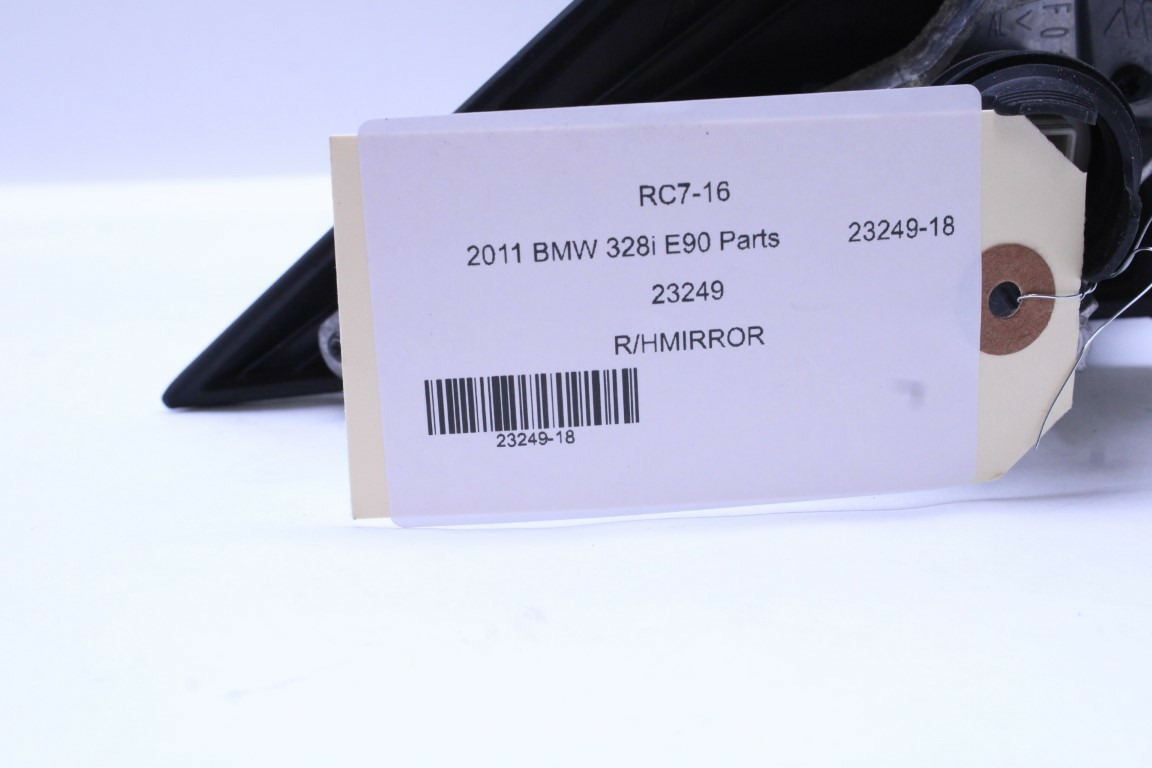 RC7-16
2011 BMW 328i E90 Parts 23249-18
23249
R/HMIRROR
23249-18